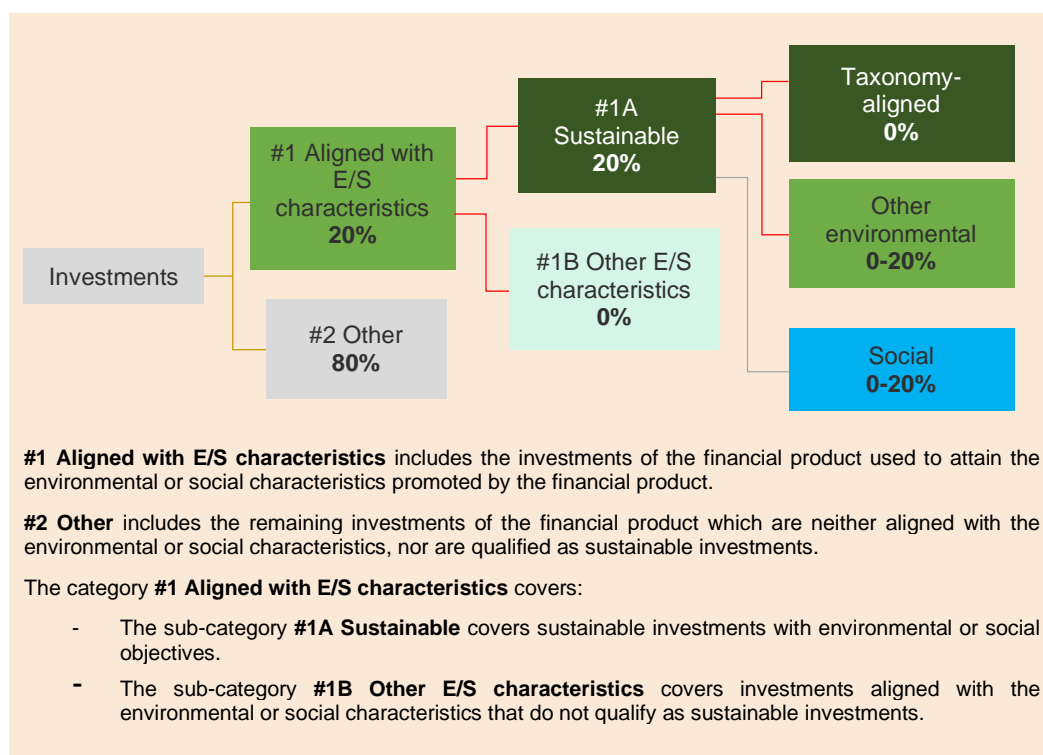 Investments
#1 Aligned with
E/S
characteristics
20%
#2 Other
80%
#1A
Sustainable
20%
#1B Other E/S
characteristics
0%
Taxonomy-
aligned
0%
Other
environmental
0-20%
Social
0-20%
#1 Aligned with E/S characteristics includes the investments of the financial product used to attain the
environmental or social characteristics promoted by the financial product.
#2 Other includes the remaining investments of the financial product which are neither aligned with the
environmental or social characteristics, nor are qualified as sustainable investments.
The category #1 Aligned with E/S characteristics covers:
- The sub-category #1A Sustainable covers sustainable investments with environmental or social
objectives.
- The sub-category #1B Other E/S characteristics covers investments aligned with the
environmental or social characteristics that do not qualify as sustainable investments.